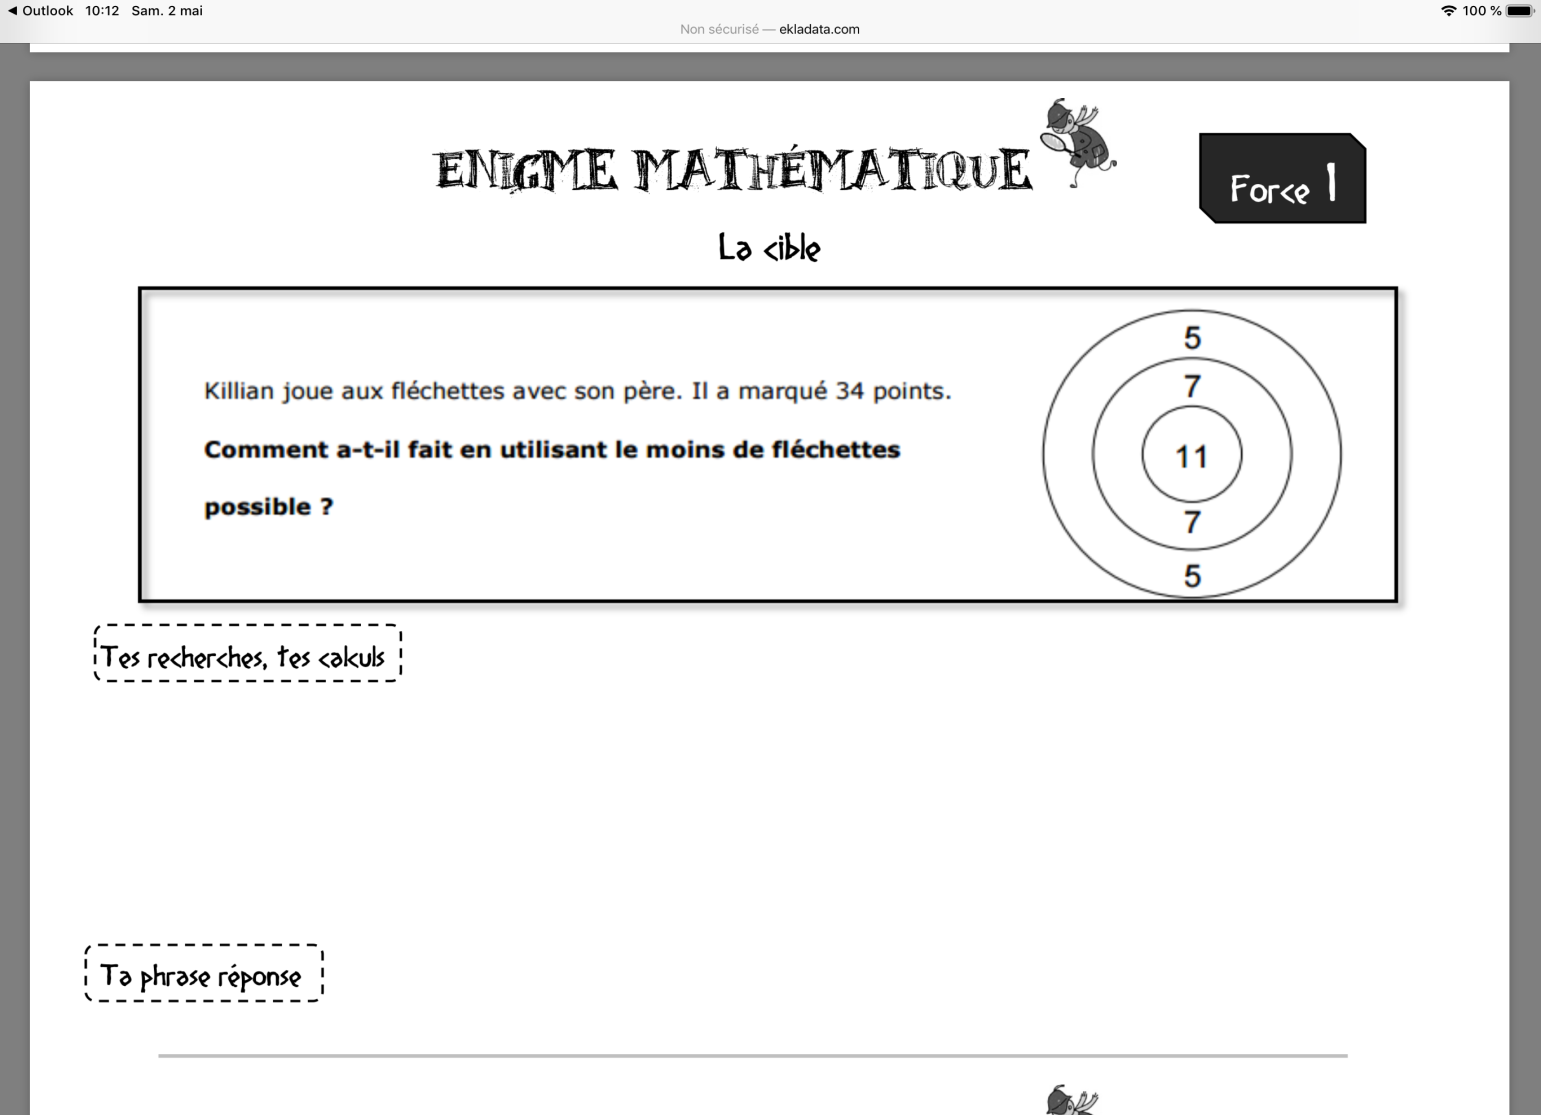 ◀ Outlook 10:12 Sam. 2 mai 100 %
Non sécurisé — ekladata.com
ENIGME MATHÉMATIQUE
Force 1
La cible
Killian joue aux fléchettes avec son père. Il a marqué 34 points.
Comment a-t-il fait en utilisant le moins de fléchettes
possible ?
5
7
11
7
5
Tes recherches, tes calculs
Ta phrase réponse